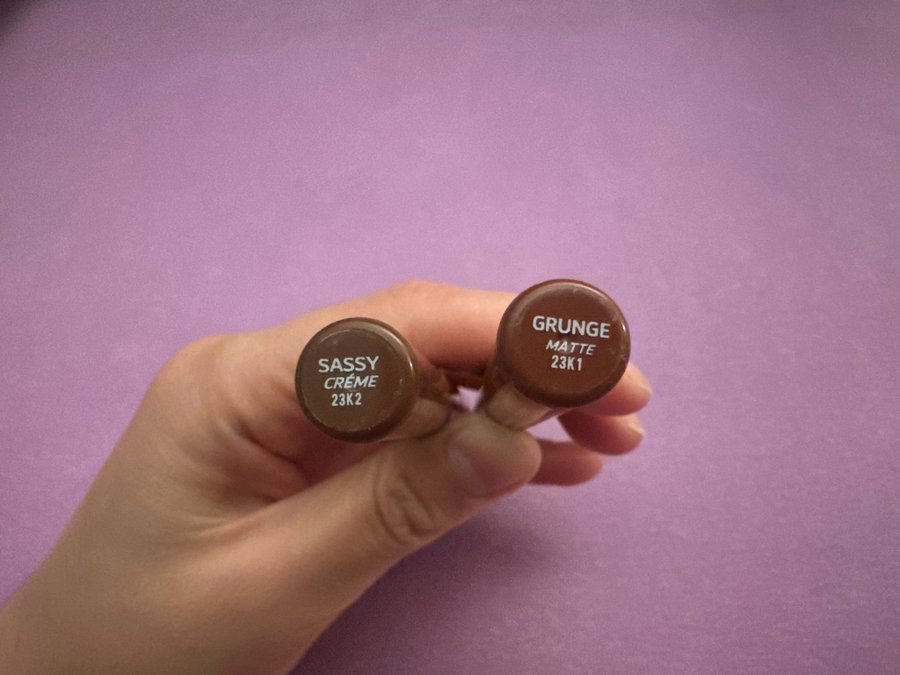 SASSY
CRÉME
23K2
GRUNGE
MATTE
23K1